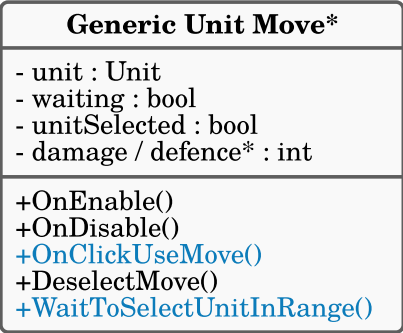 Generic Unit Move*
- unit : Unit
- waiting : bool
- unitSelected : bool
- damage / defence* : int
+OnEnable()
+OnDisable()
+OnClickUseMove()
+DeselectMove()
+WaitToSelectUnitInRange()